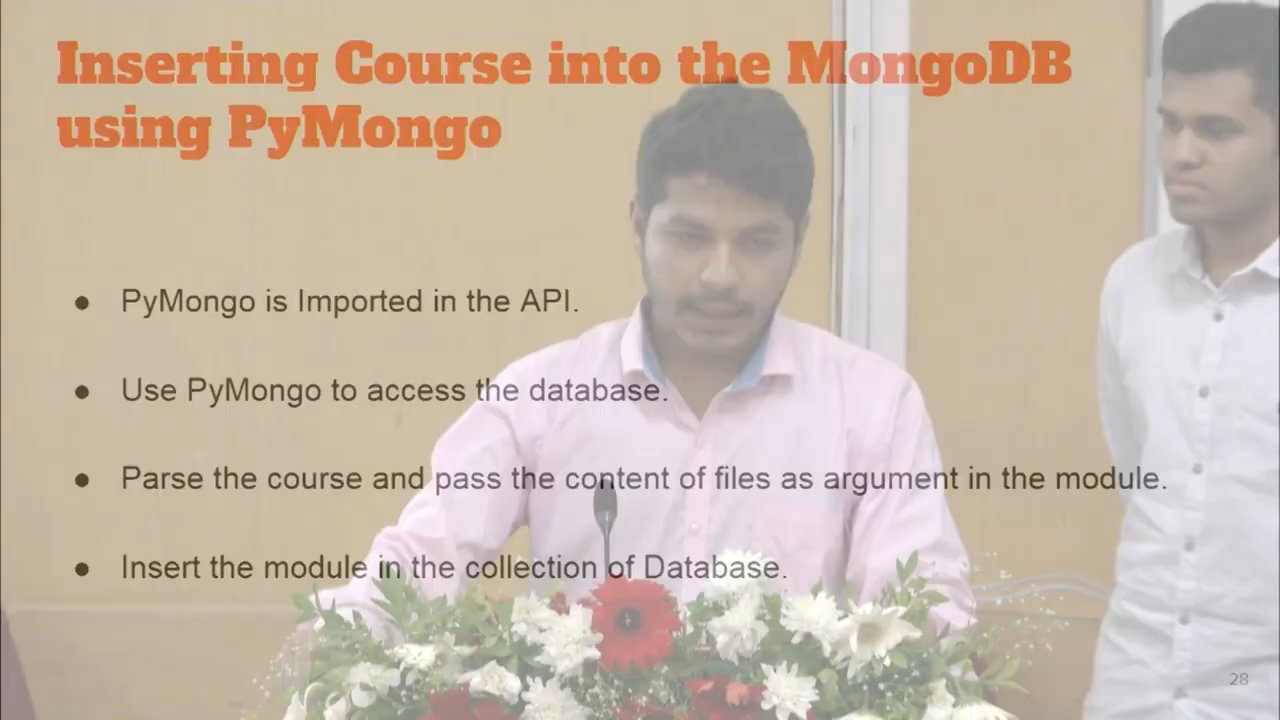 Inserting Course into the MongoDB
using PyMongo
● PyMongo is Imported in the API.
● Use PyMongo to access the database.
● Parse the course and pass the content of files as argument in the module.
● Insert the module in the collection of Database.
28